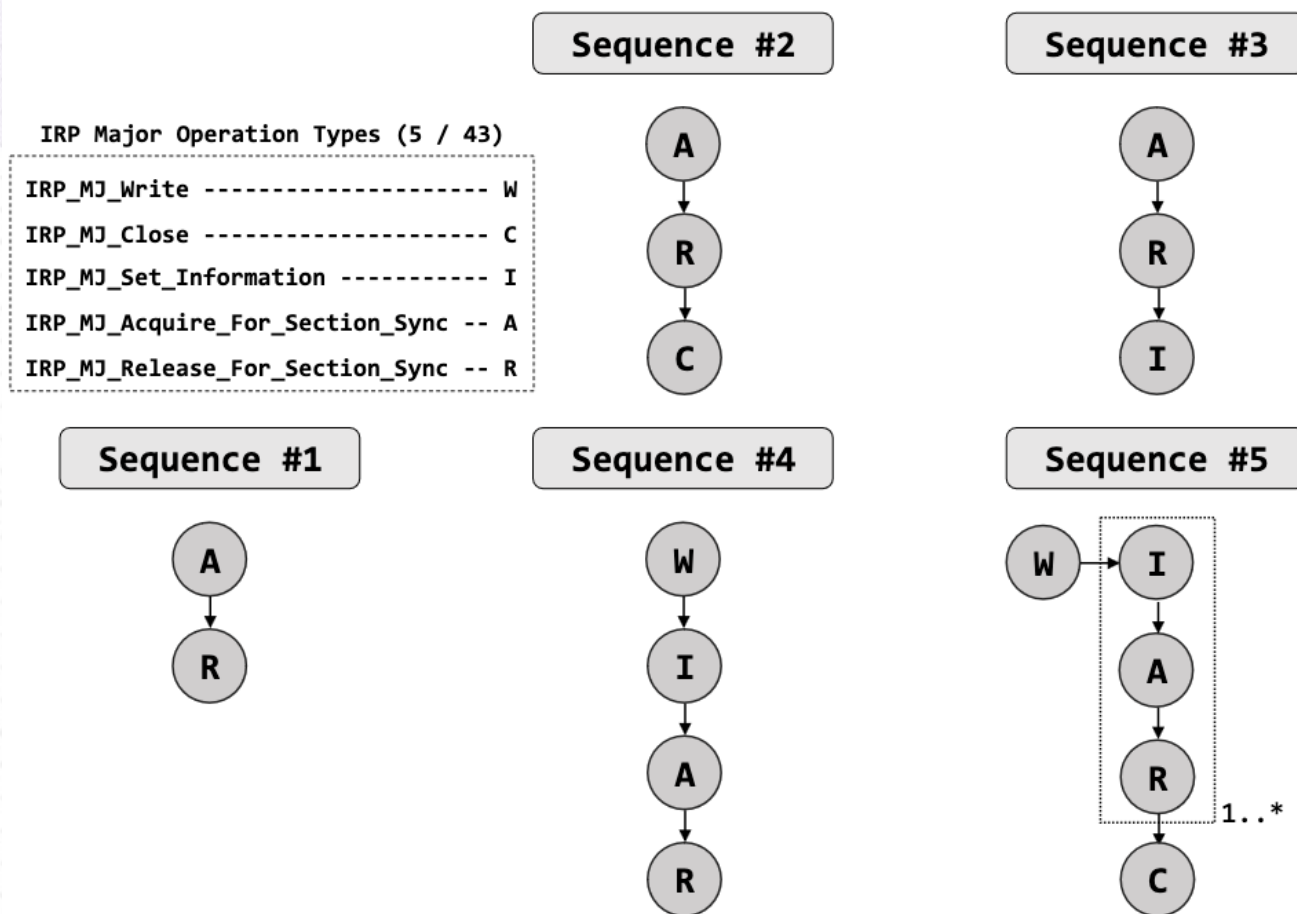 Sequence #2
Sequence #3
IRP Major Operation Types (5 / 43)
IRP_MJ_Write --------------------- W
IRP_MJ_Close --------------------- C
IRP_MJ_Set_Information ----------- I
IRP_MJ_Acquire_For_Section_Sync -- A
IRP_MJ_Release_For_Section_Sync -- R
A
R
C
A
R
I
Sequence #1
Sequence #4
Sequence #5
A
R
W
I
A
R
W
I
A
R
1..*
C